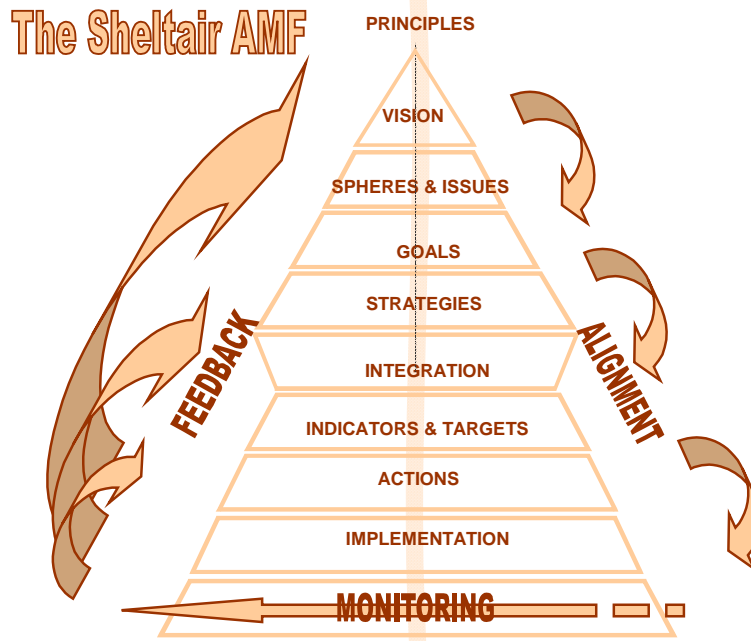 The Sheltair AMF
PRINCIPLES
VISION
SPHERES & ISSUES
GOALS
STRATEGIES
FEEDBACK
ALIGNMENT
INTEGRATION
INDICATORS & TARGETS
ACTIONS
IMPLEMENTATION
MONITORING